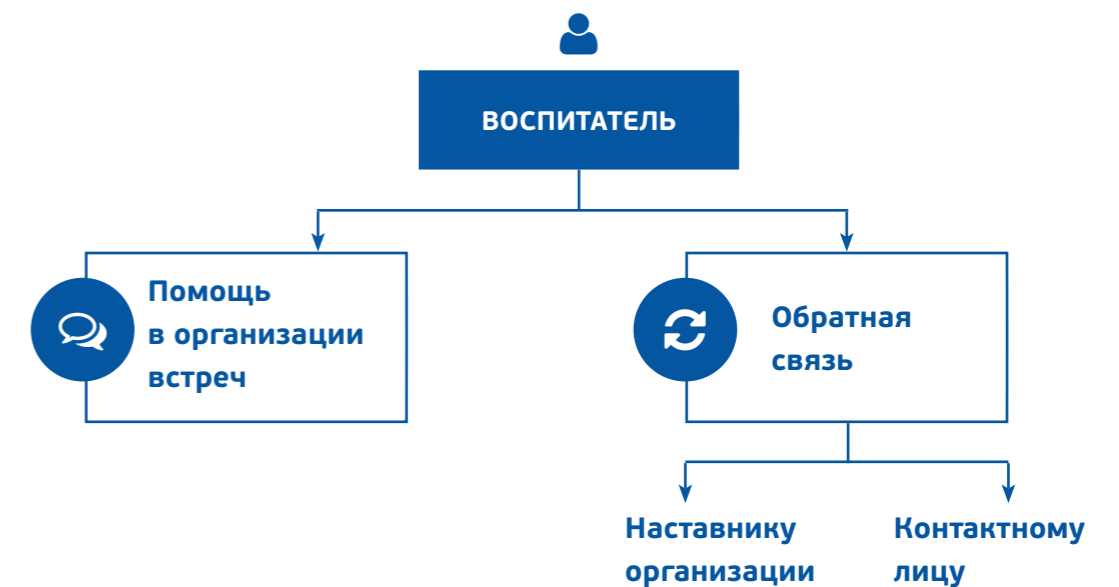 ВОСПИТАТЕЛЬ
Помощь
в организации
встреч
Обратная
связь
Наставнику
организации
Контактному
лицу